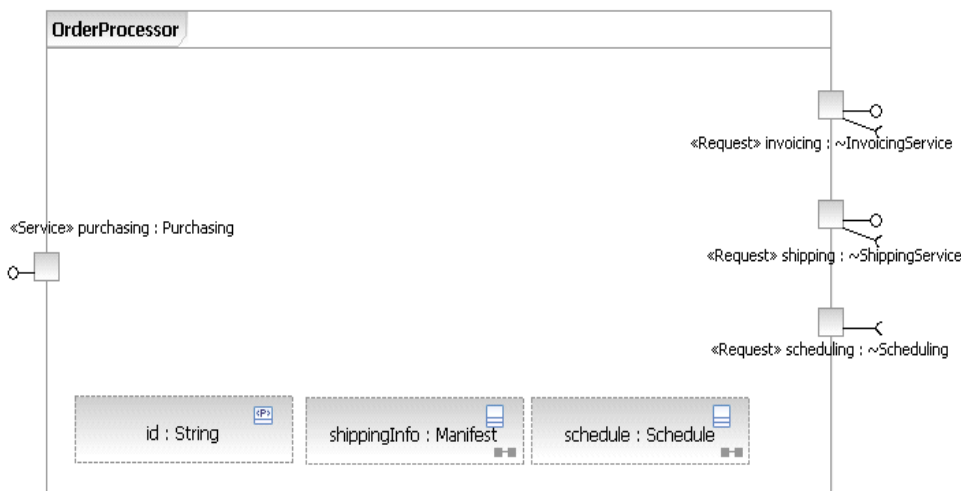 OrderProcessor
«Request» invoicing : ~InvoicingService
«Service» purchasing : Purchasing
«Request» shipping : ~ShippingService
«Request» scheduling : ~Scheduling
id : String
<P>
shippingInfo : Manifest
schedule : Schedule